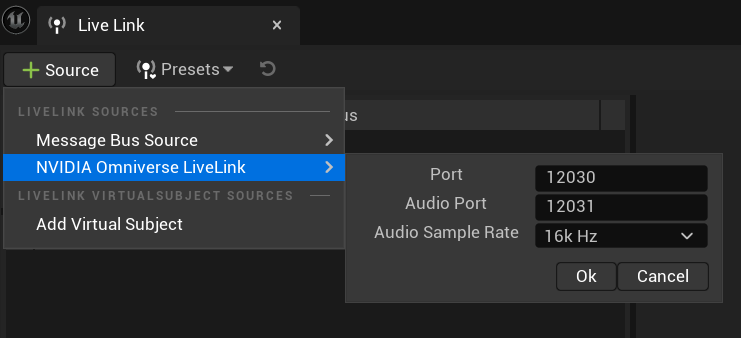 Live Link
Source
Presets
LIVELINK SOURCES
us
Message Bus Source
NVIDIA Omniverse LiveLink
LIVELINK VIRTUALSUBJECT SOURCES
Add Virtual Subject
Port
12030
Audio Port
12031
Audio Sample Rate
16k Hz
Ok
Cancel